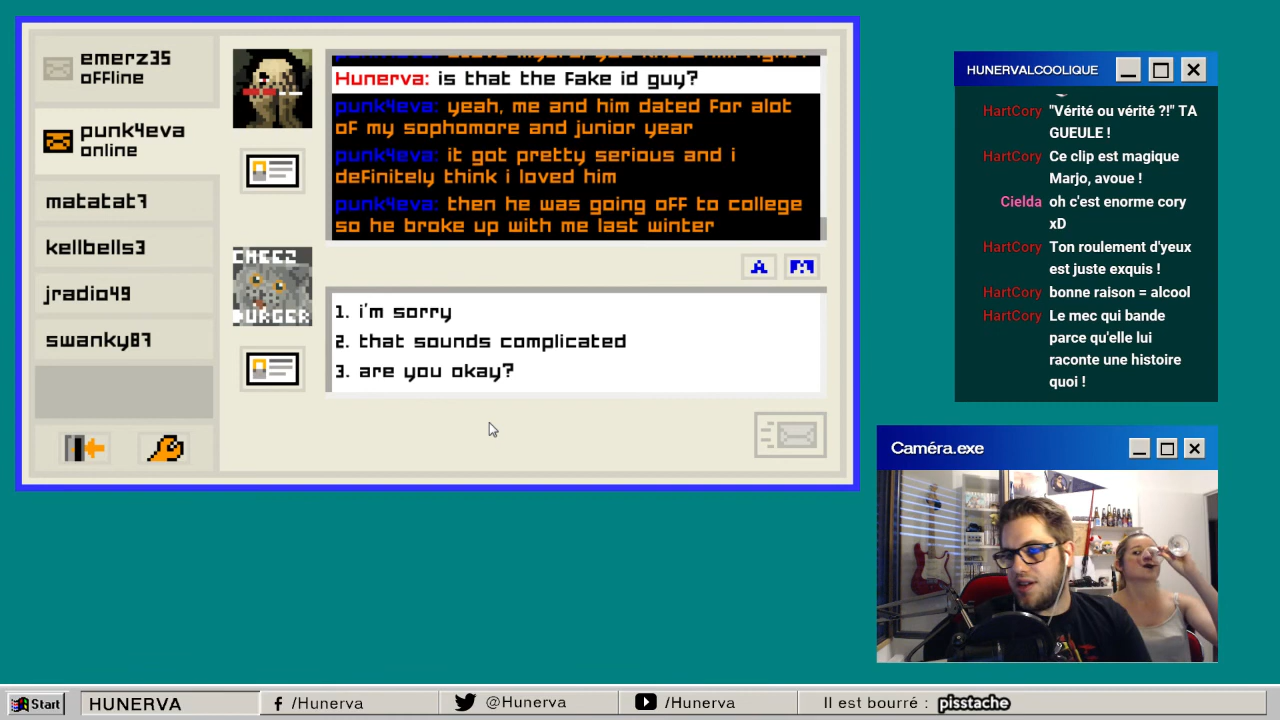 emerz35
offline
punk4eva
online
matatat7
kellbells3
jradio49
swanky87
CHEEZ
BURGER
Hunerva: is that the fake id guy?
punk4eva: yeah, me and him dated for alot
of my sophomore and junior year
punk4eva: it got pretty serious and i
definitely think i loved him
punk4eva: then he was going off to college
so he broke up with me last winter
A
1. i'm sorry
2. that sounds complicated
3. are you okay?
HUNERVALCOOLIQUE
HartCory "Vérité ou vérité ?!" TA
GUEULE !
HartCory Ce clip est magique
Marjo, avoue !
Cielda oh c'est enorme cory
xD
HartCory Ton roulement d'yeux
est juste exquis !
HartCory bonne raison = alcool
HartCory Le mec qui bande
parce qu'elle lui
raconte une histoire
quoi !
Caméra.exe
Start
HUNERVA
/Hunerva
@Hunerva
/Hunerva
Il est bourré : pisstache